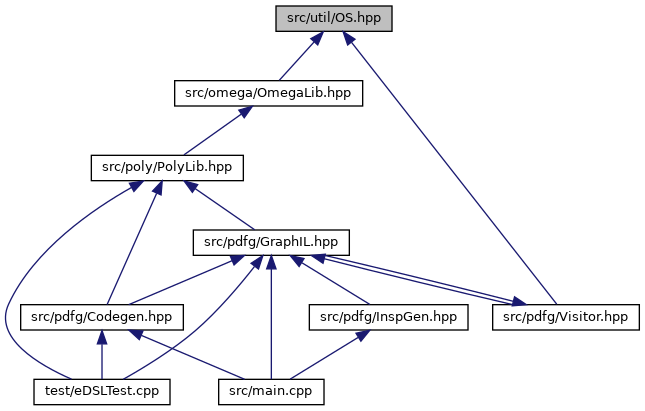 src/util/OS.hpp
src/omega/OmegaLib.hpp
src/poly/PolyLib.hpp
src/pdfg/GraphIL.hpp
src/pdfg/Codegen.hpp
src/pdfg/InspGen.hpp
src/pdfg/Visitor.hpp
test/eDSLTest.cpp
src/main.cpp